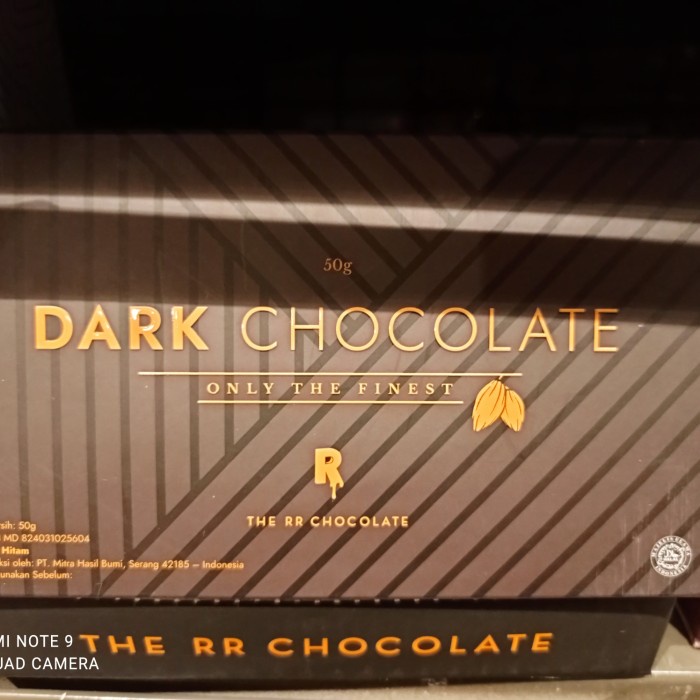 50g
DARK CHOCOLATE
ONLY THE FINEST
R
THE RR CHOCOLATE
sih: 50g
MD 824031025604
Hitam
ksi oleh: PT. Mitra Hasil Bumi, Serang 42185 – Indonesia
unakan Sebelum:
THE RR CHOCOLATE
MI NOTE 9
UAD CAMERA